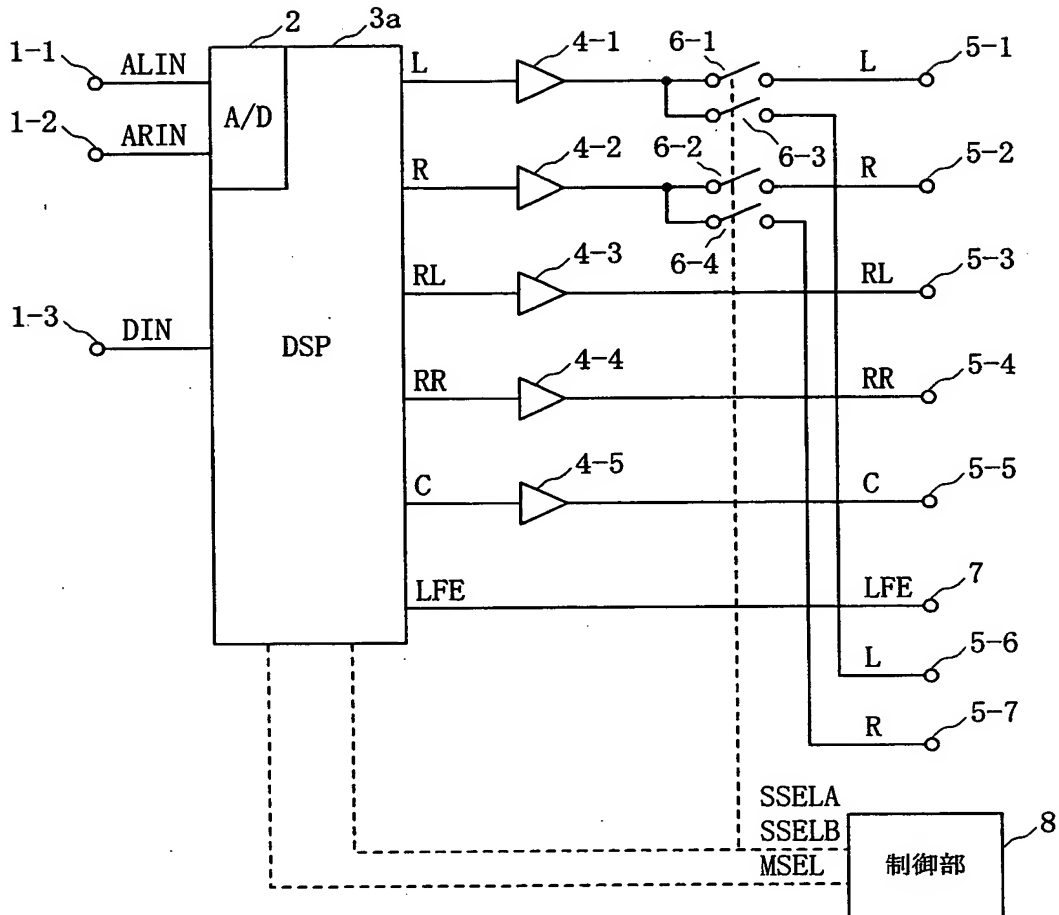 2
3a
1-1
ALIN
A/D
1-2
ARIN
1-3
DIN
DSP
L
4-1
6-1
L
5-1
6-3
R
4-2
6-2
R
5-2
6-4
RL
4-3
RL
5-3
RR
4-4
RR
5-4
C
4-5
C
5-5
LFE
LFE
7
L
5-6
R
5-7
SSELA
SSELB
MSEL
制御部
8